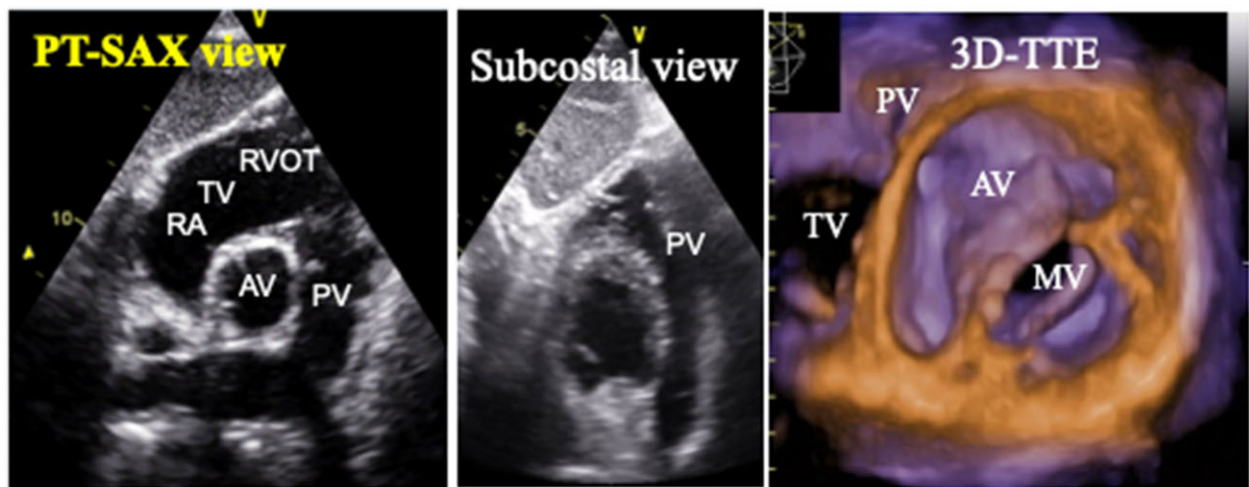 V
PT-SAX view
RVOT
TV
RA
10
AV
PV
V
Subcostal view
5
PV
3D-TTE
PV
AV
TV
MV